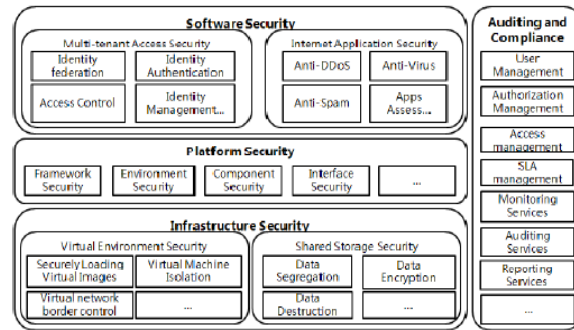 Software Security
Multi-tenant Access Security
Identity
federation
Identity
Authentication
Access Control
Identity
Management...
Internet Application Security
Anti-DDoS
Anti-Virus
Anti-Spam
Apps
Assess...
Platform Security
Framework
Security
Environment
Security
Component
Security
Interface
Security
...
Infrastructure Security
Virtual Environment Security
Securely Loading
Virtual Images
Virtual Machine
Isolation
Virtual network
border control
...
Shared Storage Security
Data
Segregation
Data
Encryption
Data
Destruction
...
Auditing and
Compliance
User
Management
Authorization
Management
Access
management
SLA
management
Monitoring
Services
Auditing
Services
Reporting
Services
...